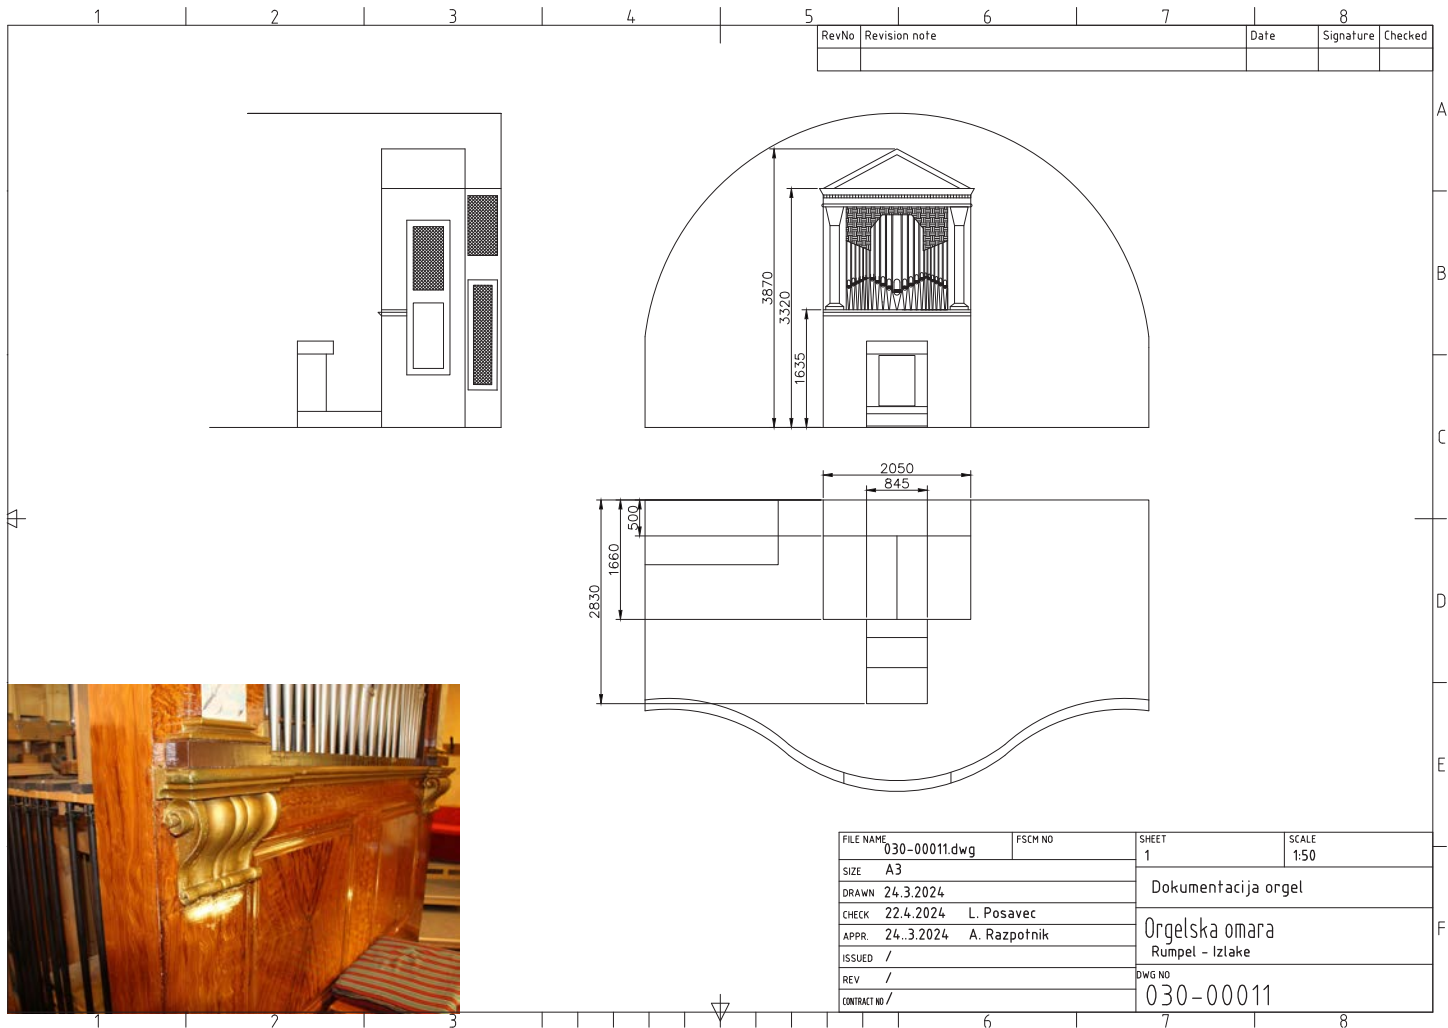 1 2 3 4 5 6 7 8
RevNo Revision note Date Signature Checked
A
B
C
D
E
F
3870
3320
1635
2050
845
500
1660
2830
FILE NAME 030-00011.dwg FSCM NO SHEET 1 SCALE 1:50
SIZE A3
DRAWN 24.3.2024
CHECK 22.4.2024 L. Posavec
APPR. 24..3.2024 A. Razpotnik
ISSUED /
REV /
CONTRACT NO /
Dokumentacija orgel
Orgelska omara
Rumpel - Izlake
DWG NO
030-00011
1 2 3 6 7 8